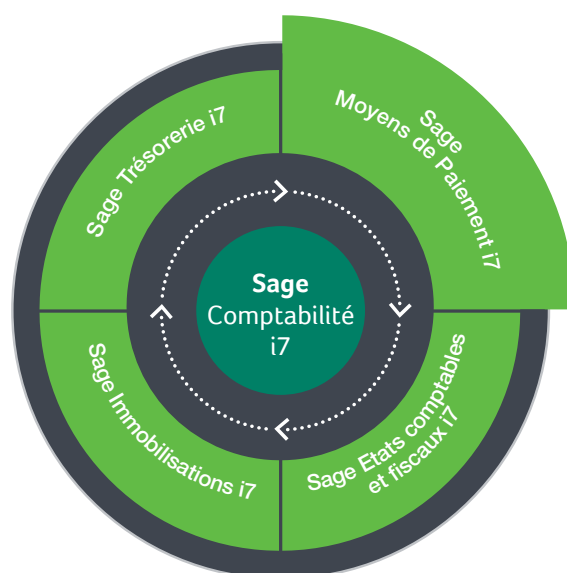 Sage Trésorerie i7
Sage
Moyens de Paiement i7
Sage
Comptabilité
i7
Sage Immobilisations i7
Sage Etats comptables
et fiscaux i7